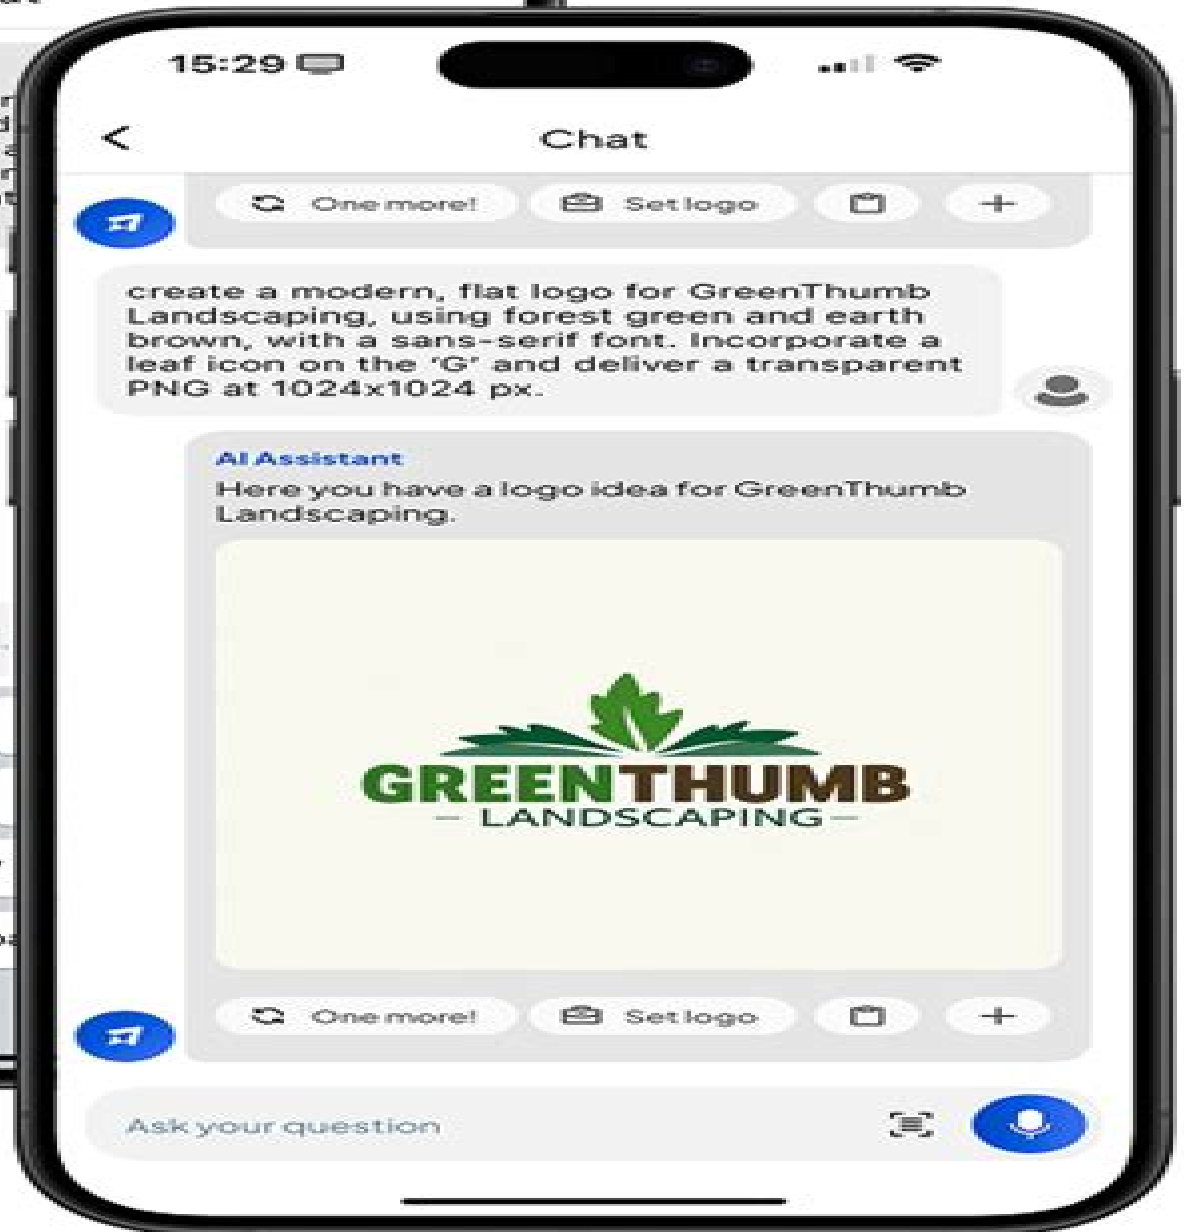 15:29
Chat
One more!
Set logo
create a modern, flat logo for GreenThumb
Landscaping, using forest green and earth
brown, with a sans-serif font. Incorporate a
leaf icon on the 'G' and deliver a transparent
PNG at 1024x1024 px.
AI Assistant
Here you have a logo idea for GreenThumb
Landscaping.
GREENTHUMB
LANDSCAPING
One more!
Set logo
Ask your question